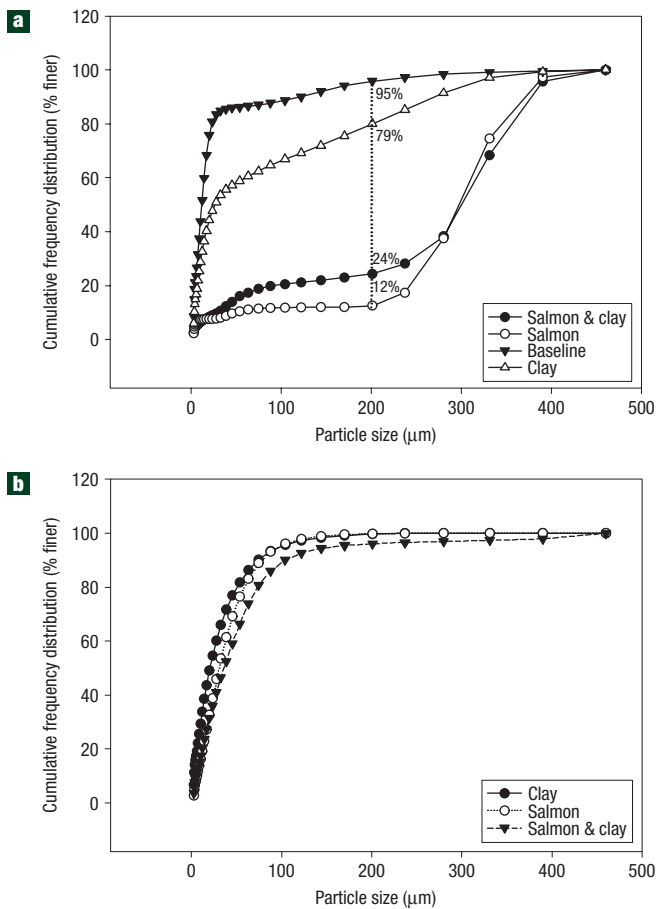 a
120
100
80
60
40
20
0
Cumulative frequency distribution (% finer)
95%
79%
24%
12%
Salmon & clay
Salmon
Baseline
Clay
0 100 200 300 400 500
Particle size (μm)
b
120
100
80
60
40
20
0
Cumulative frequency distribution (% finer)
Clay
Salmon
Salmon & clay
0 100 200 300 400 500
Particle size (μm)